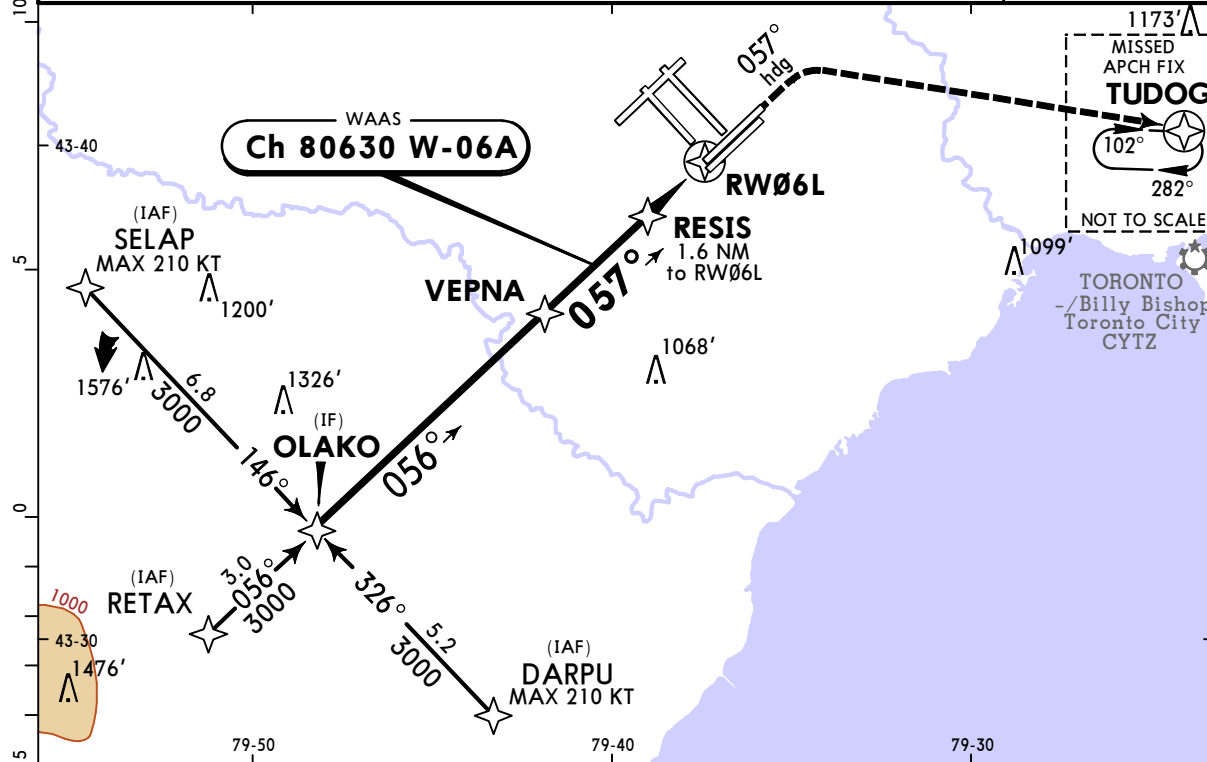 10
1173'
MISSED
APCH FIX
TUDOG
102°
282°
NOT TO SCALE
057°
hdg
WAAS
Ch 80630 W-06A
43-40
RWØ6L
RESIS
1.6 NM
to RWØ6L
(IAF)
SELAP
MAX 210 KT
5
1200'
VEPNA
057°
1099'
TORONTO
-/Billy Bishop
Toronto City
CYTZ
1068'
1576'
6.8
3000
146°
1326'
(IF)
OLAKO
056°
0
(IAF)
RETAX
3.0
056°
3000
326°
5.2
3000
(IAF)
DARPU
MAX 210 KT
1000
43-30
1476'
5
79-50
79-40
79-30